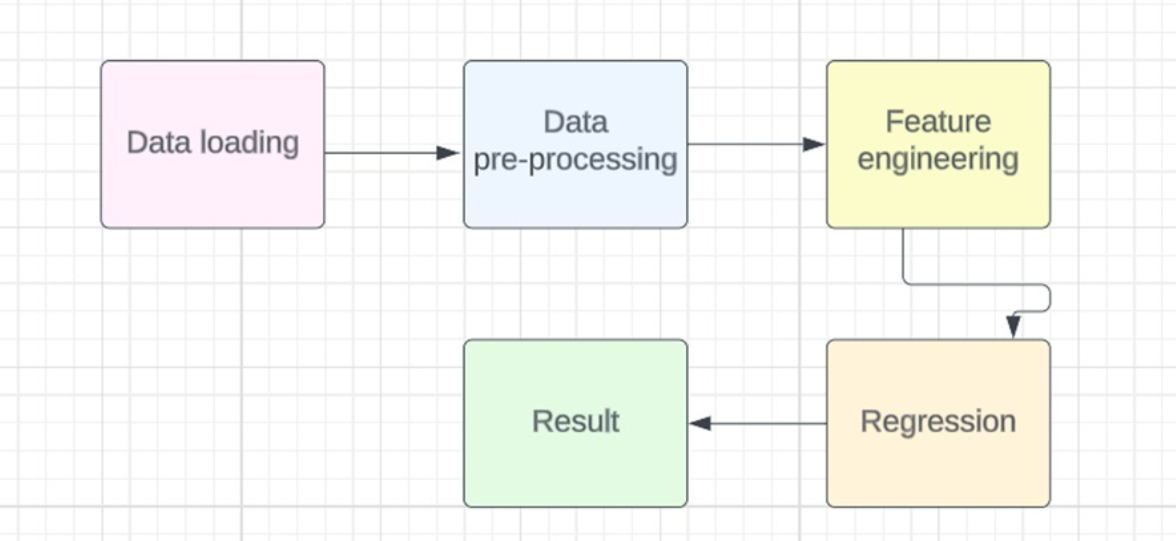 Data loading
Data
pre-processing
Feature
engineering
Result
Regression